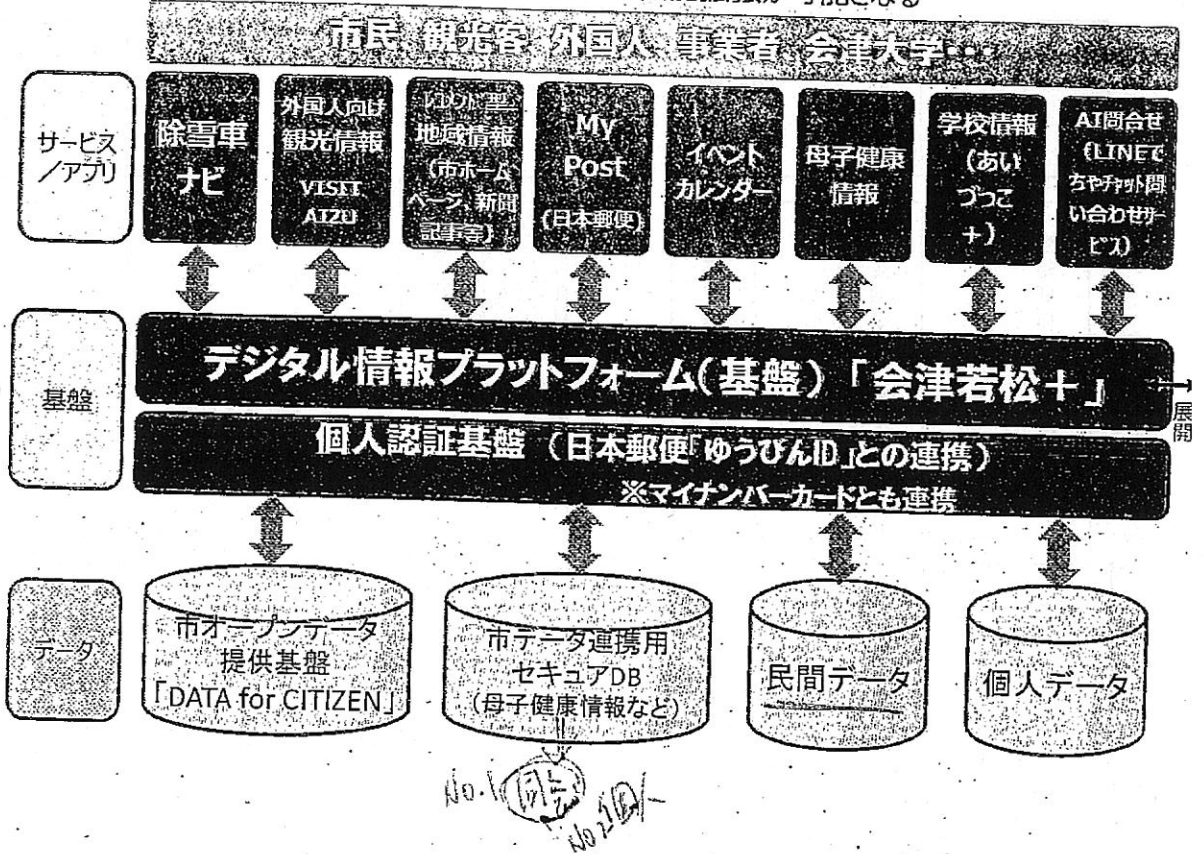 可能となる
市民 観光客 外国人 事業者 会津大学・・・
サービス
／アプリ
除雪車
ナビ
外国人向け
観光情報
VISIT
AIZU
地域情報
(市ホーム
ページ、新聞
記事等)
My
Post
(日本郵便)
イベント
カレンダー
母子健康
情報
学校情報
(あい
づっこ
+)
AI問合せ
(LINEで
ちゃチャット問
い合わせサー
ビス)
基盤
デジタル情報プラットフォーム(基盤)「会津若松+」
展開
個人認証基盤 (日本郵便「ゆうびんID」との連携)
※マイナンバーカードとも連携
データ
市オープンデータ
提供基盤
「DATA for CITIZEN」
市データ連携用
セキュアDB
(母子健康情報など)
民間データ
個人データ
No.1
No.2